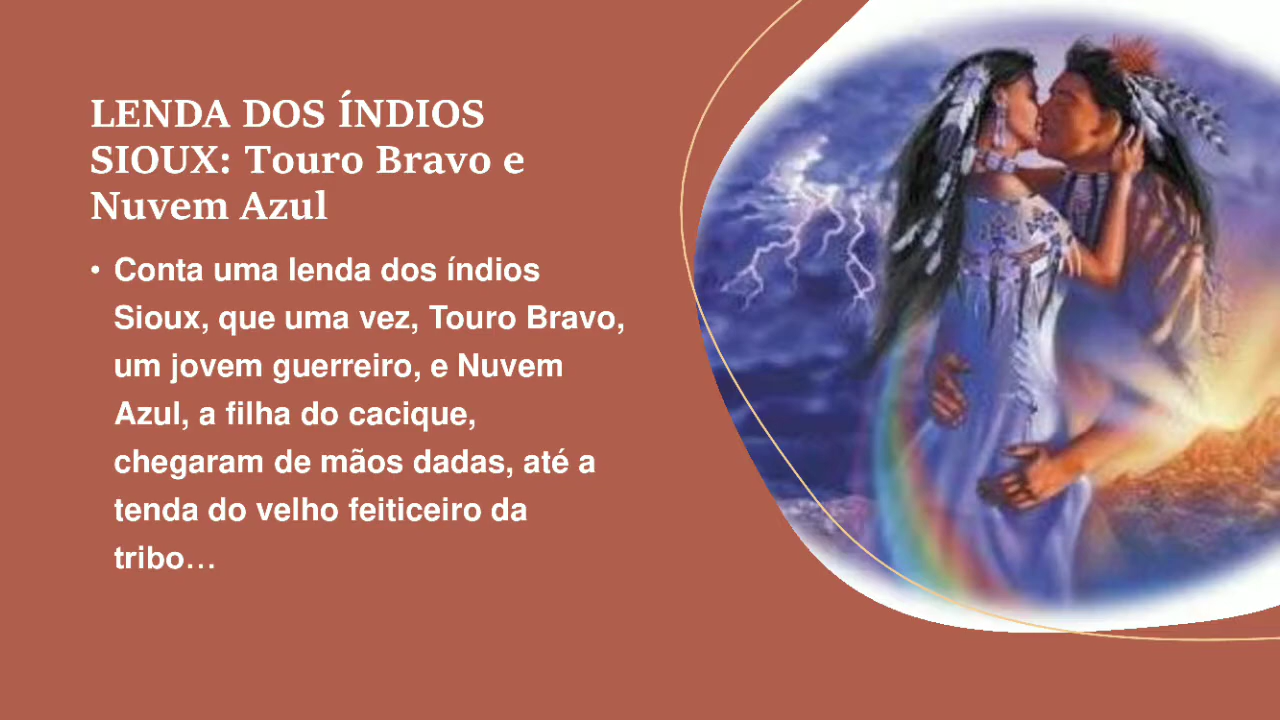 LENDA DOS ÍNDIOS
SIOUX: Touro Bravo e
Nuvem Azul
• Conta uma lenda dos índios
Sioux, que uma vez, Touro Bravo,
um jovem guerreiro, e Nuvem
Azul, a filha do cacique,
chegaram de mãos dadas, até a
tenda do velho feiticeiro da
tribo…